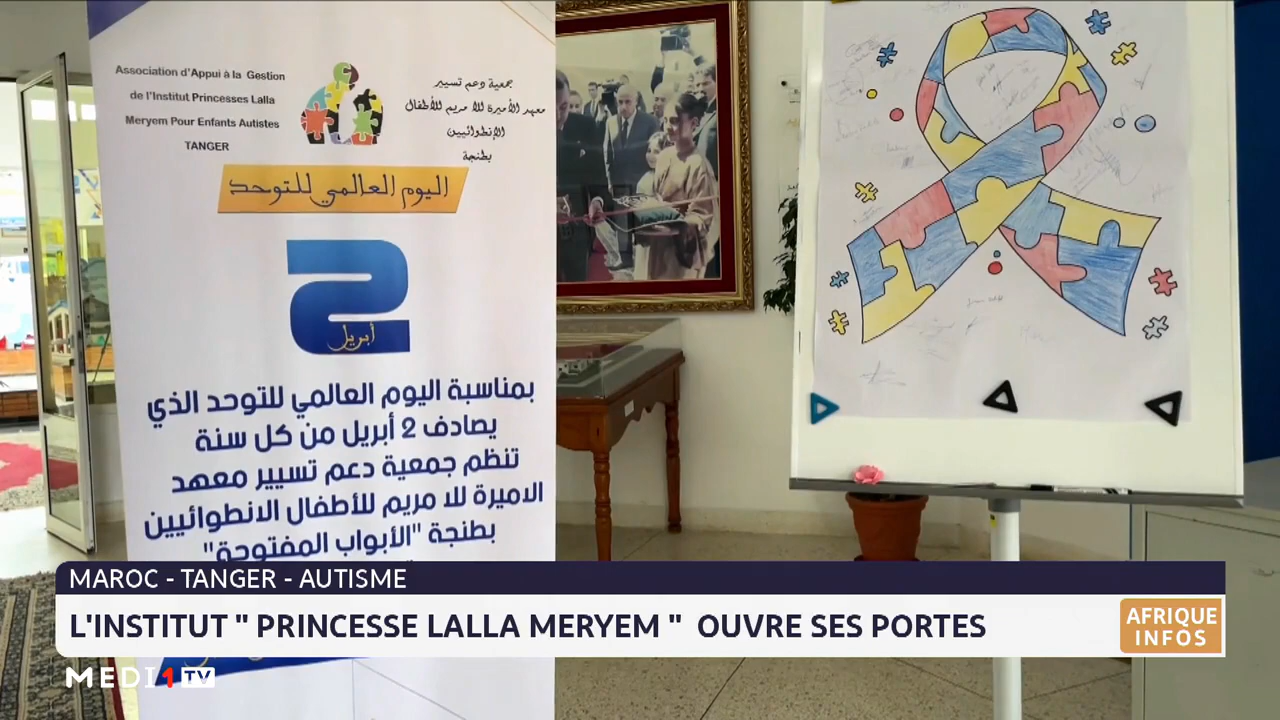 Association d'Appui à la Gestion
de l'Institut Princesses Lalla
Meryem Pour Enfants Autistes
TANGER
جمعية دعم تسيير
معهد الأميرة للا مريم للأطفال
الانطوائيين
بطنجة
اليوم العالمي للتوحد
2
أبريل
بمناسبة اليوم العالمي للتوحد الذي
يصادف 2 أبريل من كل سنة
تنظم جمعية دعم تسيير معهد
الاميرة للا مريم للأطفال الانطوائيين
بطنجة "الأبواب المفتوحة"
MAROC - TANGER - AUTISME
L'INSTITUT " PRINCESSE LALLA MERYEM " OUVRE SES PORTES
AFRIQUE
INFOS
MEDI1 TV